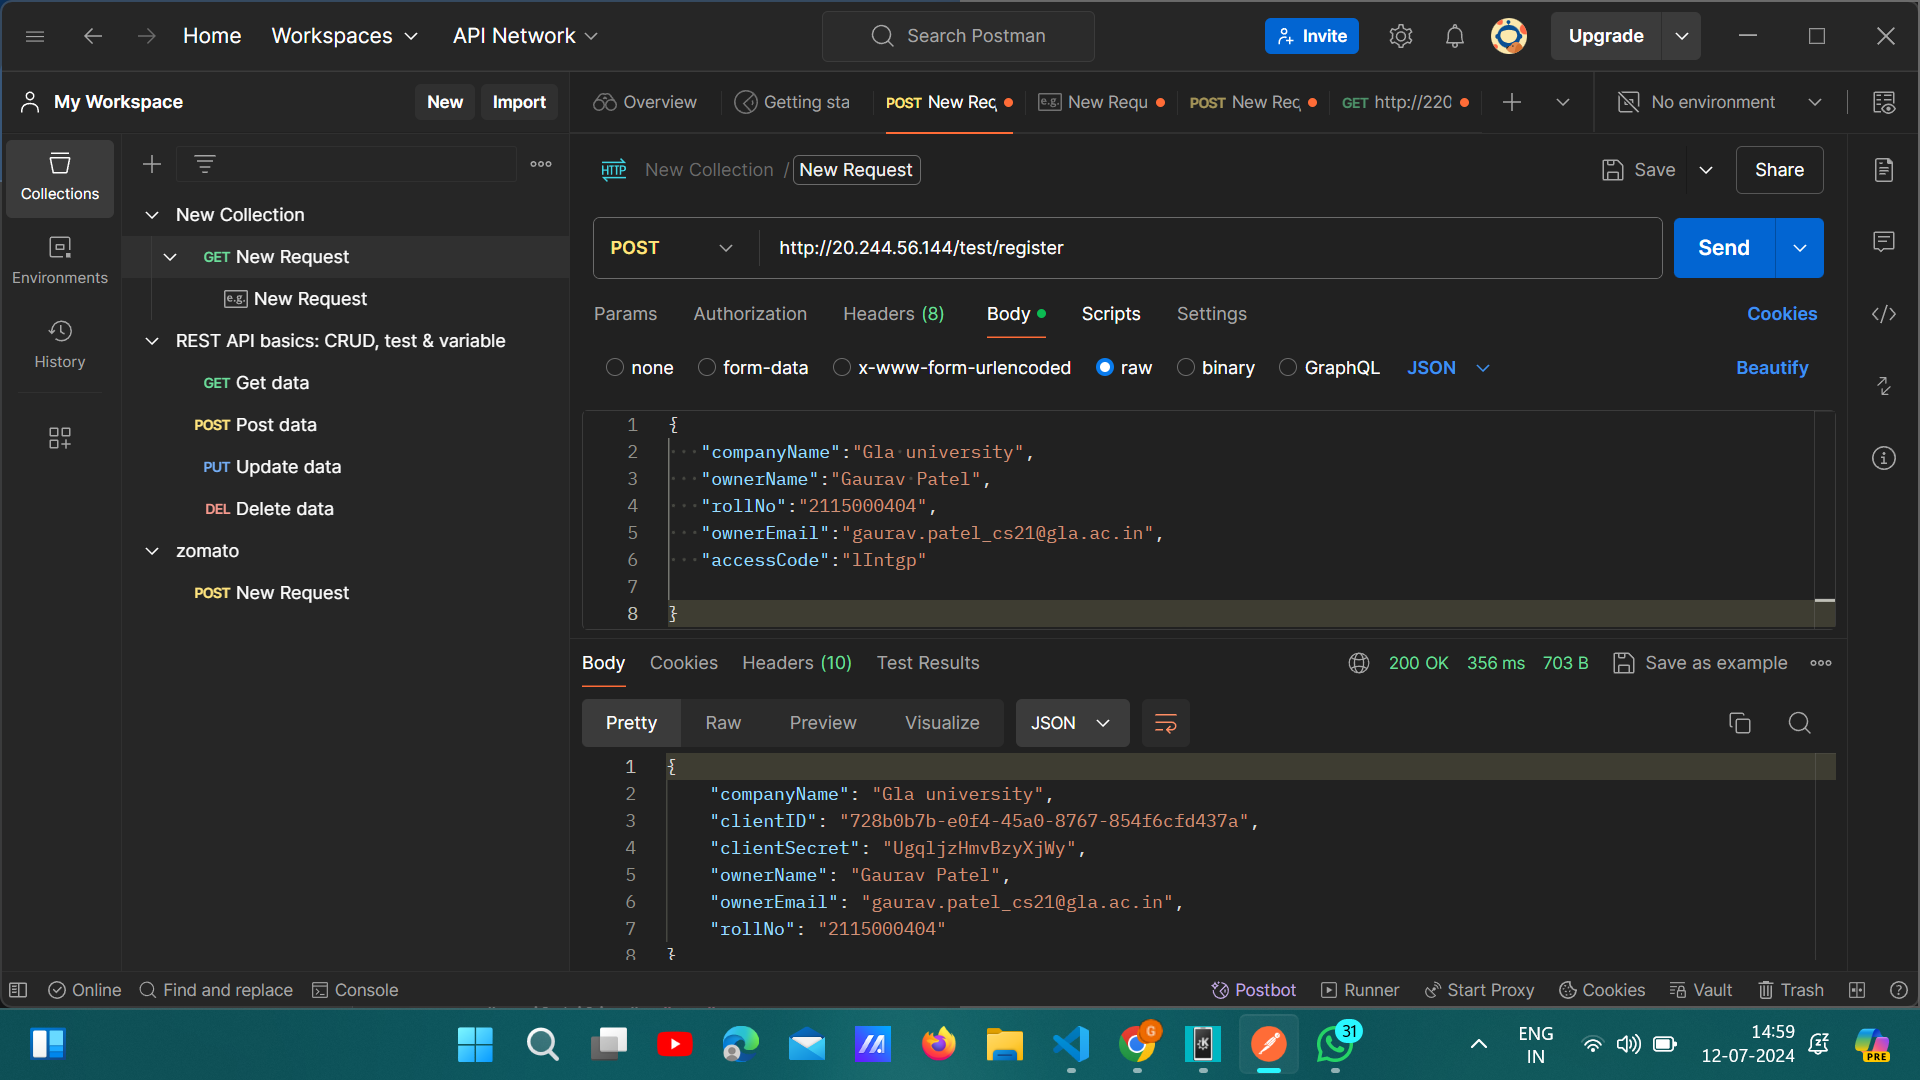 Home
Workspaces
API Network
Search Postman
Invite
Upgrade
My Workspace
New
Import
Overview
Getting sta
POST New Rec
e.g. New Requ
POST New Rec
GET http://220
No environment
Collections
Environments
History
New Collection
GET New Request
e.g. New Request
REST API basics: CRUD, test & variable
GET Get data
POST Post data
PUT Update data
DEL Delete data
zomato
POST New Request
HTTP New Collection / New Request
Save
Share
POST
http://20.244.56.144/test/register
Send
Params
Authorization
Headers (8)
Body
Scripts
Settings
Cookies
none
form-data
x-www-form-urlencoded
raw
binary
GraphQL
JSON
Beautify
1 {
2 "companyName":"Gla university",
3 "ownerName":"Gaurav Patel",
4 "rollNo":"2115000404",
5 "ownerEmail":"gaurav.patel_cs21@gla.ac.in",
6 "accessCode":"lIntgp"
7
8 }
Body
Cookies
Headers (10)
Test Results
200 OK
356 ms
703 B
Save as example
Pretty
Raw
Preview
Visualize
JSON
1 {
2 "companyName": "Gla university",
3 "clientID": "728b0b7b-e0f4-45a0-8767-854f6cfd437a",
4 "clientSecret": "UgqljzHmvBzyXjWy",
5 "ownerName": "Gaurav Patel",
6 "ownerEmail": "gaurav.patel_cs21@gla.ac.in",
7 "rollNo": "2115000404"
8 }
Online
Find and replace
Console
Postbot
Runner
Start Proxy
Cookies
Vault
Trash
G
K
31
ENG
IN
14:59
12-07-2024
PRE